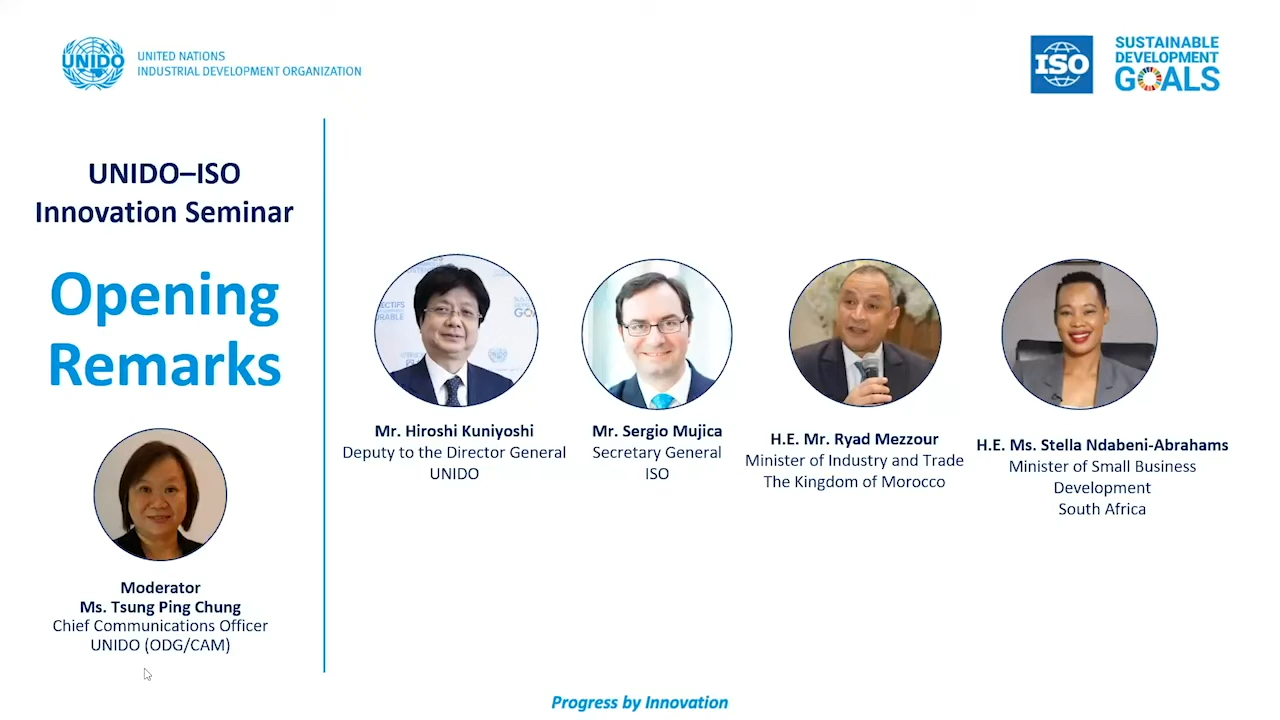 UNIDO
UNITED NATIONS
INDUSTRIAL DEVELOPMENT ORGANIZATION
ISO
SUSTAINABLE
DEVELOPMENT
GOALS
UNIDO–ISO
Innovation Seminar
Opening
Remarks
Moderator
Ms. Tsung Ping Chung
Chief Communications Officer
UNIDO (ODG/CAM)
Mr. Hiroshi Kuniyoshi
Deputy to the Director General
UNIDO
Mr. Sergio Mujica
Secretary General
ISO
H.E. Mr. Ryad Mezzour
Minister of Industry and Trade
The Kingdom of Morocco
H.E. Ms. Stella Ndabeni-Abrahams
Minister of Small Business
Development
South Africa
Progress by Innovation